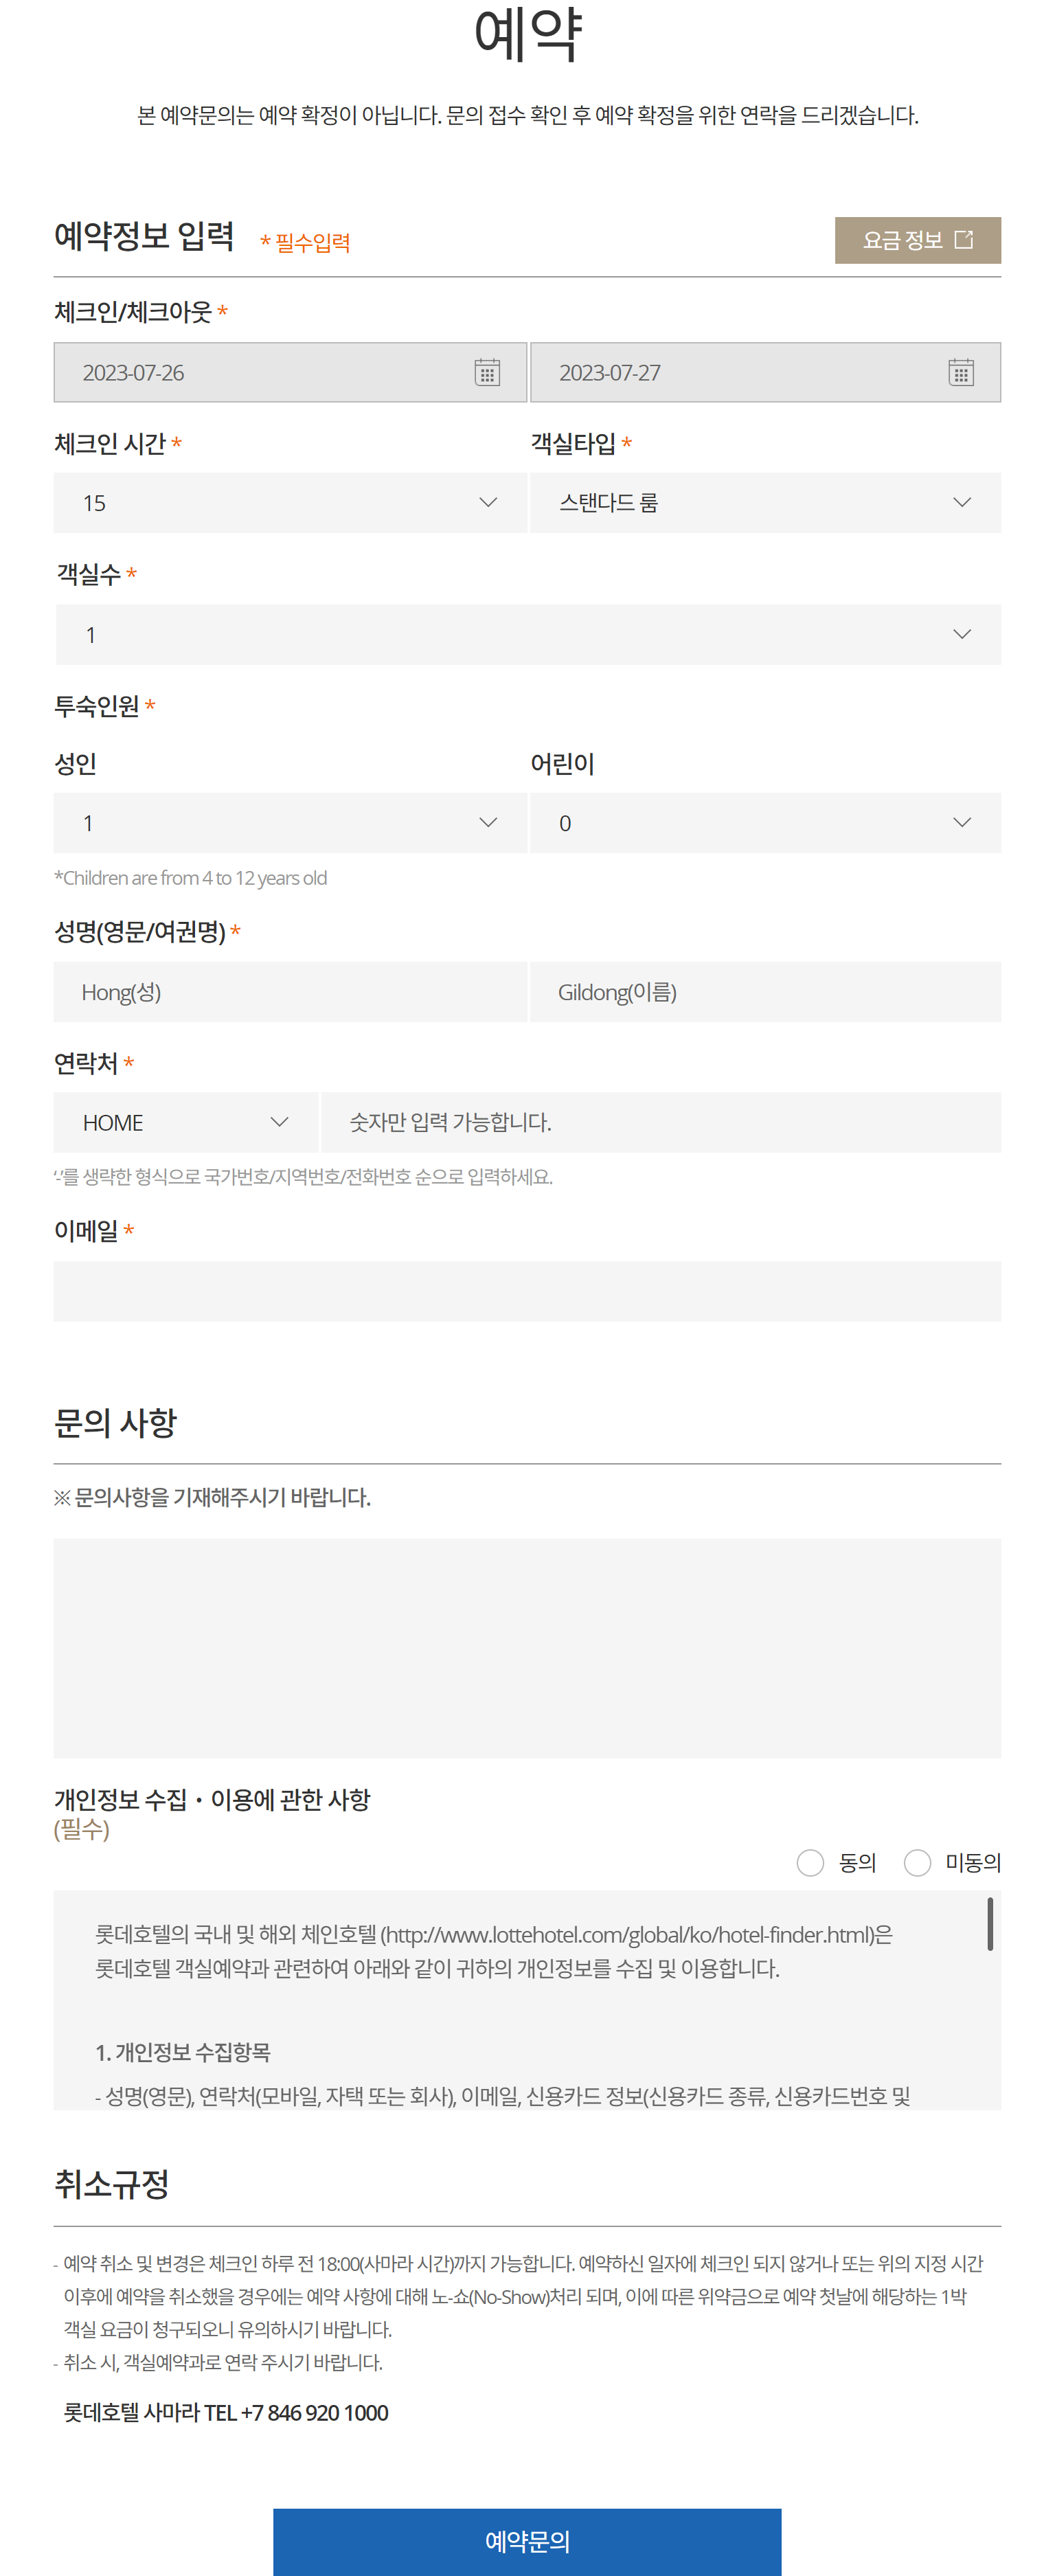 예약
본 예약문의는 예약 확정이 아닙니다. 문의 접수 확인 후 예약 확정을 위한 연락을 드리겠습니다.
예약정보 입력 * 필수입력 요금 정보
체크인/체크아웃 *
2023-07-26 2023-07-27
체크인 시간 * 객실타입 *
15 스탠다드 룸
객실수 *
1
투숙인원 *
성인 어린이
1 0
*Children are from 4 to 12 years old
성명(영문/여권명) *
Hong(성) Gildong(이름)
연락처 *
HOME 숫자만 입력 가능합니다.
‘-’를 생략한 형식으로 국가번호/지역번호/전화번호 순으로 입력하세요.
이메일 *
문의 사항
※ 문의사항을 기재해주시기 바랍니다.
개인정보 수집・이용에 관한 사항
(필수)
동의 미동의
롯데호텔의 국내 및 해외 체인호텔 (http://www.lottehotel.com/global/ko/hotel-finder.html)은
롯데호텔 객실예약과 관련하여 아래와 같이 귀하의 개인정보를 수집 및 이용합니다.
1. 개인정보 수집항목
- 성명(영문), 연락처(모바일, 자택 또는 회사), 이메일, 신용카드 정보(신용카드 종류, 신용카드번호 및
취소규정
- 예약 취소 및 변경은 체크인 하루 전 18:00(사마라 시간)까지 가능합니다. 예약하신 일자에 체크인 되지 않거나 또는 위의 지정 시간
이후에 예약을 취소했을 경우에는 예약 사항에 대해 노-쇼(No-Show)처리 되며, 이에 따른 위약금으로 예약 첫날에 해당하는 1박
객실 요금이 청구되오니 유의하시기 바랍니다.
- 취소 시, 객실예약과로 연락 주시기 바랍니다.
롯데호텔 사마라 TEL +7 846 920 1000
예약문의